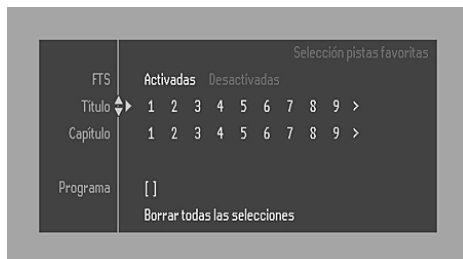 Selección pistas favoritas
FTS Activadas Desactivadas
Título 1 2 3 4 5 6 7 8 9 >
Capítulo 1 2 3 4 5 6 7 8 9 >
Programa [ ]
Borrar todas las selecciones